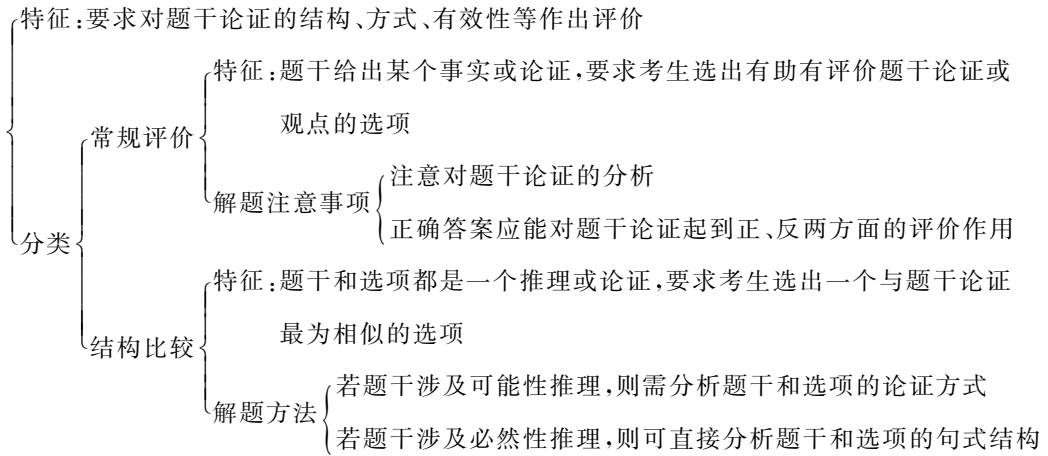 特征:要求对题干论证的结构、方式、有效性等作出评价
特征:题干给出某个事实或论证,要求考生选出有助有评价题干论证或
观点的选项
常规评价
注意对题干论证的分析
解题注意事项
正确答案应能对题干论证起到正、反两方面的评价作用
分类
特征:题干和选项都是一个推理或论证,要求考生选出一个与题干论证
最为相似的选项
结构比较
若题干涉及可能性推理,则需分析题干和选项的论证方式
解题方法
若题干涉及必然性推理,则可直接分析题干和选项的句式结构